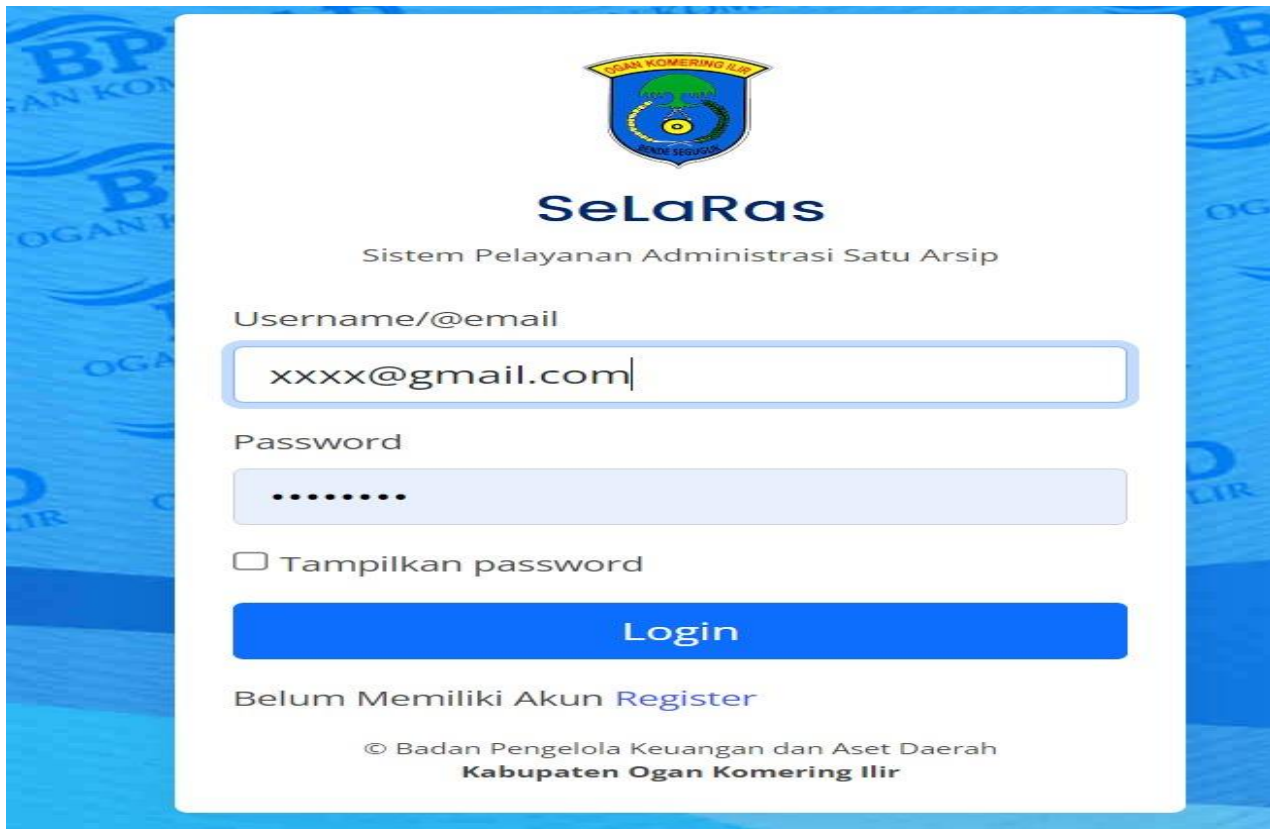 OGAN KOMERING ILIR
BENDE SEGUGUK
SeLaRas
Sistem Pelayanan Administrasi Satu Arsip
Username/@email
xxxx@gmail.com
Password
••••••••
Tampilkan password
Login
Belum Memiliki Akun Register
© Badan Pengelola Keuangan dan Aset Daerah
Kabupaten Ogan Komering Ilir